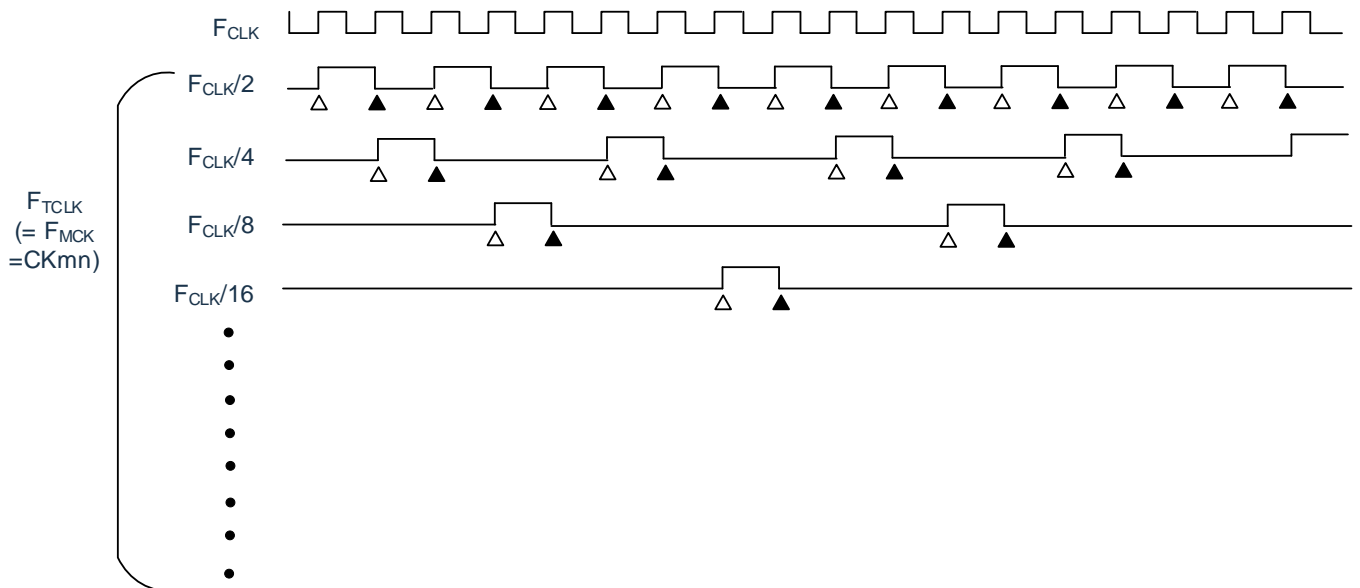 FCLK
FCLK/2
FCLK/4
FCLK/8
FCLK/16
FTCLK
(= FMCK
=CKmn)